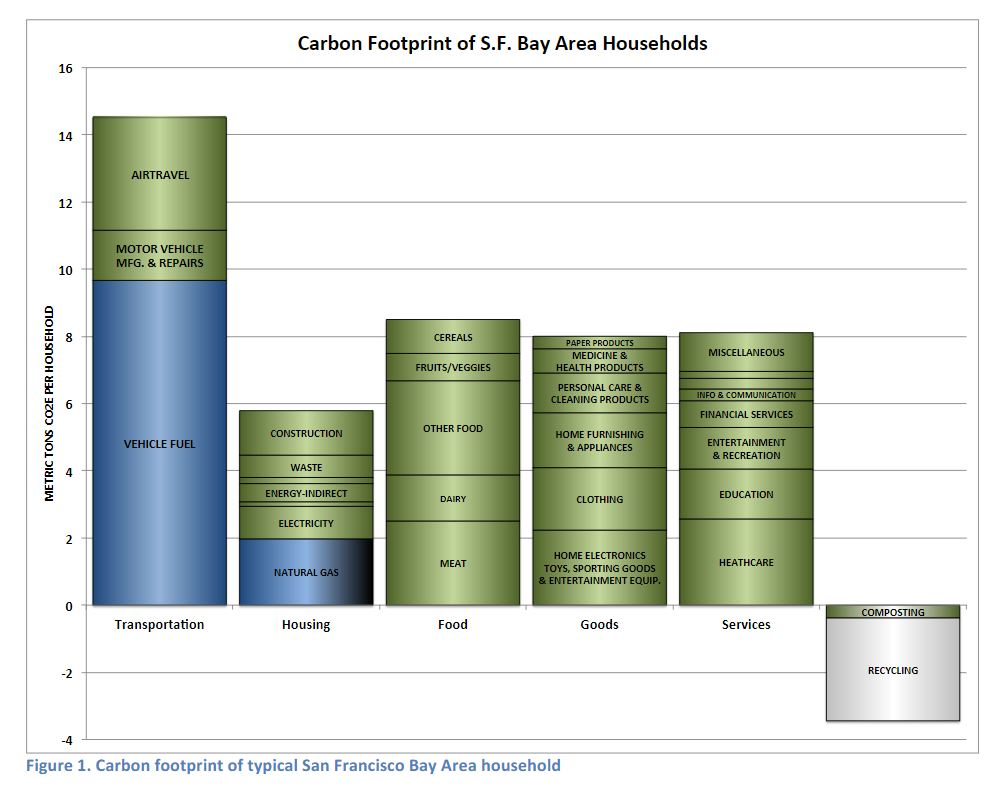 Carbon Footprint of S.F. Bay Area Households
METRIC TONS CO2E PER HOUSEHOLD
16
14
12
10
8
6
4
2
0
-2
-4
AIRTRAVEL
MOTOR VEHICLE
MFG. & REPAIRS
VEHICLE FUEL
Transportation
CONSTRUCTION
WASTE
ENERGY-INDIRECT
ELECTRICITY
NATURAL GAS
Housing
CEREALS
FRUITS/VEGGIES
OTHER FOOD
DAIRY
MEAT
Food
PAPER PRODUCTS
MEDICINE &
HEALTH PRODUCTS
PERSONAL CARE &
CLEANING PRODUCTS
HOME FURNISHING
& APPLIANCES
CLOTHING
HOME ELECTRONICS
TOYS, SPORTING GOODS
& ENTERTAINMENT EQUIP.
Goods
MISCELLANEOUS
INFO & COMMUNICATION
FINANCIAL SERVICES
ENTERTAINMENT
& RECREATION
EDUCATION
HEATHCARE
Services
COMPOSTING
RECYCLING
Figure 1. Carbon footprint of typical San Francisco Bay Area household